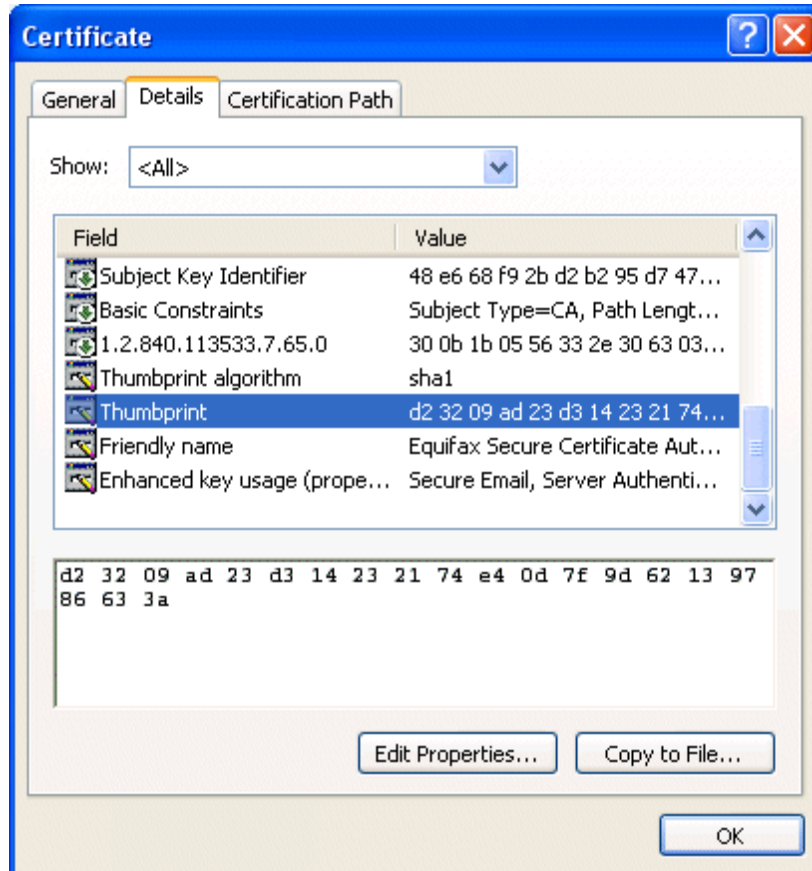 Certificate
General Details Certification Path
Show: <All>
Field Value
Subject Key Identifier 48 e6 68 f9 2b d2 b2 95 d7 47...
Basic Constraints Subject Type=CA, Path Lengt...
1.2.840.113533.7.65.0 30 0b 1b 05 56 33 2e 30 63 03...
Thumbprint algorithm sha1
Thumbprint d2 32 09 ad 23 d3 14 23 21 74...
Friendly name Equifax Secure Certificate Aut...
Enhanced key usage (prope... Secure Email, Server Authenti...
d2 32 09 ad 23 d3 14 23 21 74 e4 0d 7f 9d 62 13 97
86 63 3a
Edit Properties... Copy to File...
OK